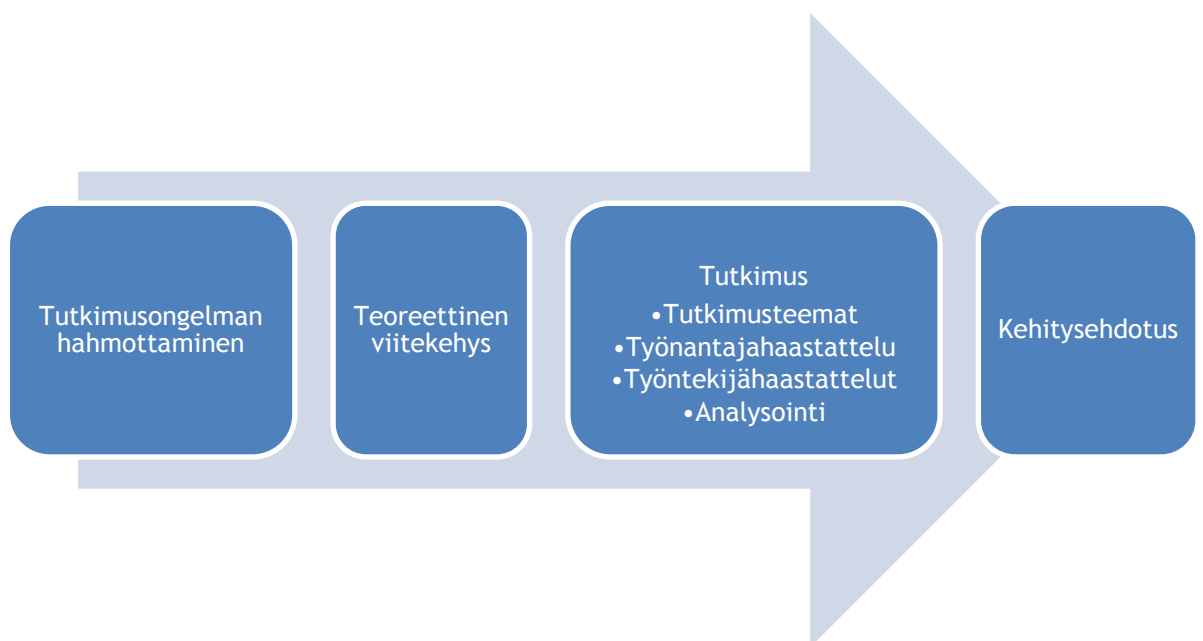 Tutkimusongelman
hahmottaminen
Teoreettinen
viitekehys
Tutkimus
•Tutkimusteemat
•Työnantajahaastattelu
•Työntekijähaastattelut
•Analysointi
Kehitysehdotus